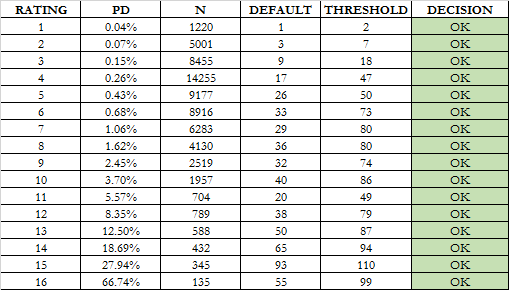 RATING PD N DEFAULT THRESHOLD DECISION
1 0.04% 1220 1 2 OK
2 0.07% 5001 3 7 OK
3 0.15% 8455 9 18 OK
4 0.26% 14255 17 47 OK
5 0.43% 9177 26 50 OK
6 0.68% 8916 33 73 OK
7 1.06% 6283 29 80 OK
8 1.62% 4130 36 80 OK
9 2.45% 2519 32 74 OK
10 3.70% 1957 40 86 OK
11 5.57% 704 20 49 OK
12 8.35% 789 38 79 OK
13 12.50% 588 50 87 OK
14 18.69% 432 65 94 OK
15 27.94% 345 93 110 OK
16 66.74% 135 55 99 OK